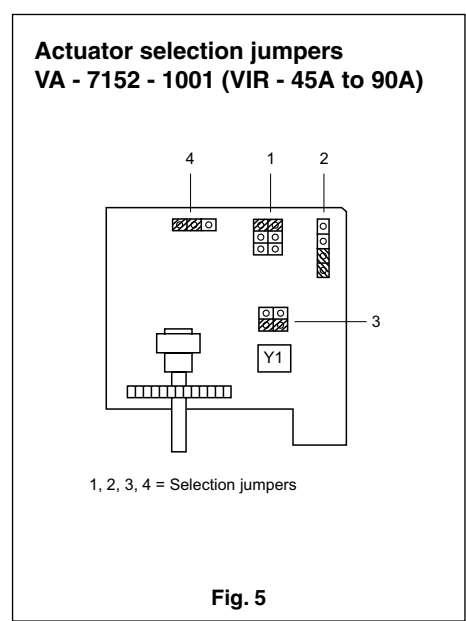 Actuator selection jumpers
VA - 7152 - 1001 (VIR - 45A to 90A)
4 1 2
3
Y1
1, 2, 3, 4 = Selection jumpers
Fig. 5